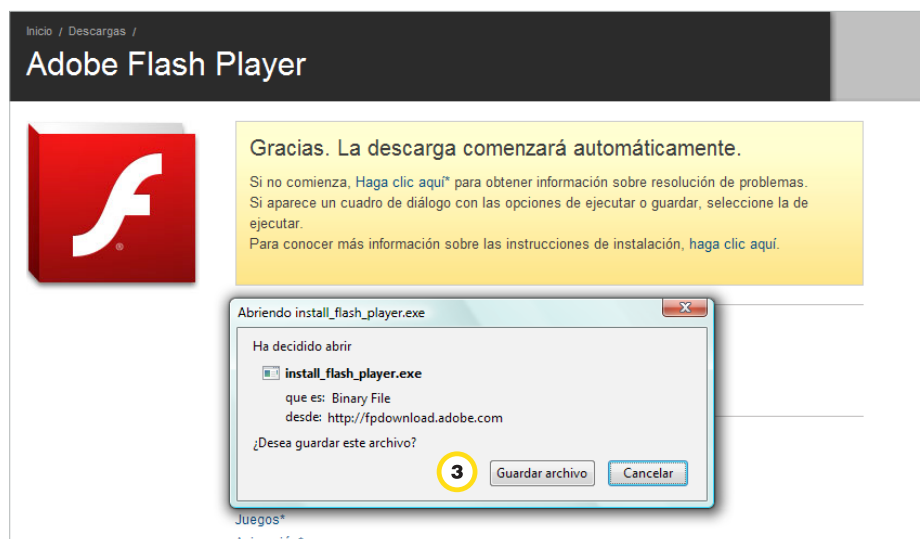 Inicio / Descargas /
Adobe Flash Player
Gracias. La descarga comenzará automáticamente.
Si no comienza, Haga clic aquí* para obtener información sobre resolución de problemas.
Si aparece un cuadro de diálogo con las opciones de ejecutar o guardar, seleccione la de
ejecutar.
Para conocer más información sobre las instrucciones de instalación, haga clic aquí.
Abriendo install_flash_player.exe
Ha decidido abrir
install_flash_player.exe
que es: Binary File
desde: http://fpdownload.adobe.com
¿Desea guardar este archivo?
3 Guardar archivo Cancelar
Juegos*